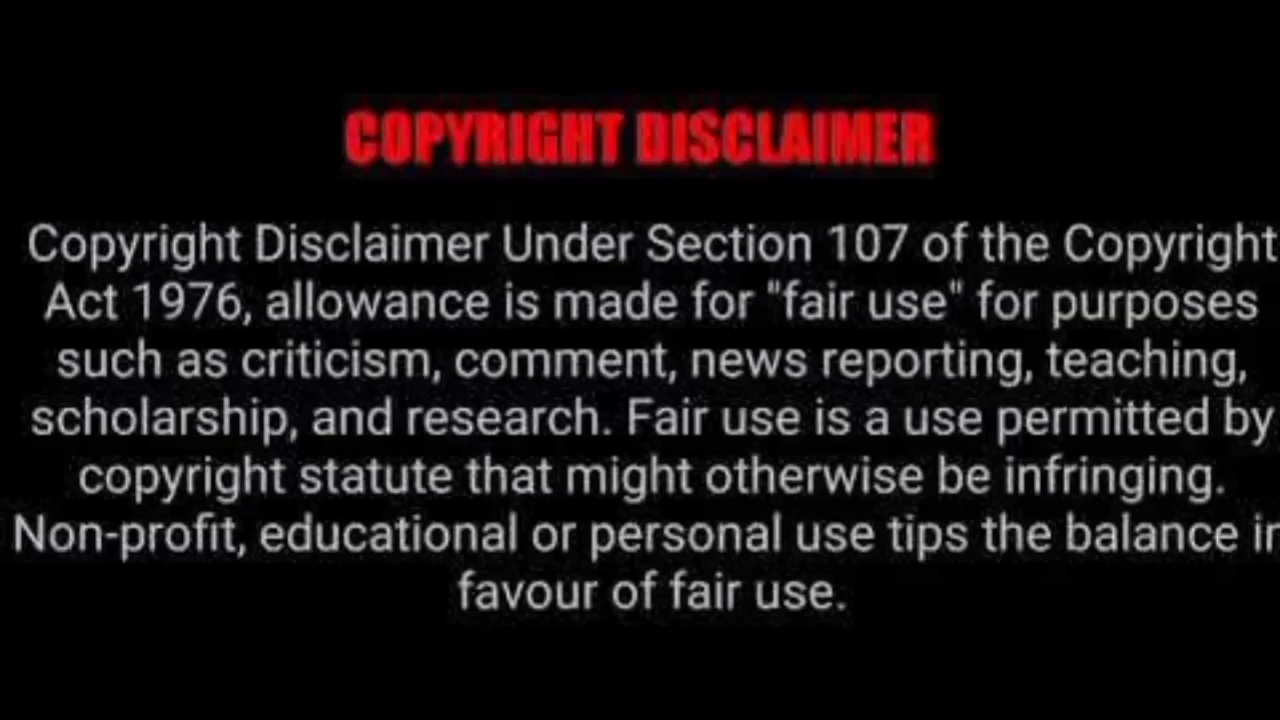 COPYRIGHT DISCLAIMER
Copyright Disclaimer Under Section 107 of the Copyright
Act 1976, allowance is made for "fair use" for purposes
such as criticism, comment, news reporting, teaching,
scholarship, and research. Fair use is a use permitted by
copyright statute that might otherwise be infringing.
Non-profit, educational or personal use tips the balance in
favour of fair use.